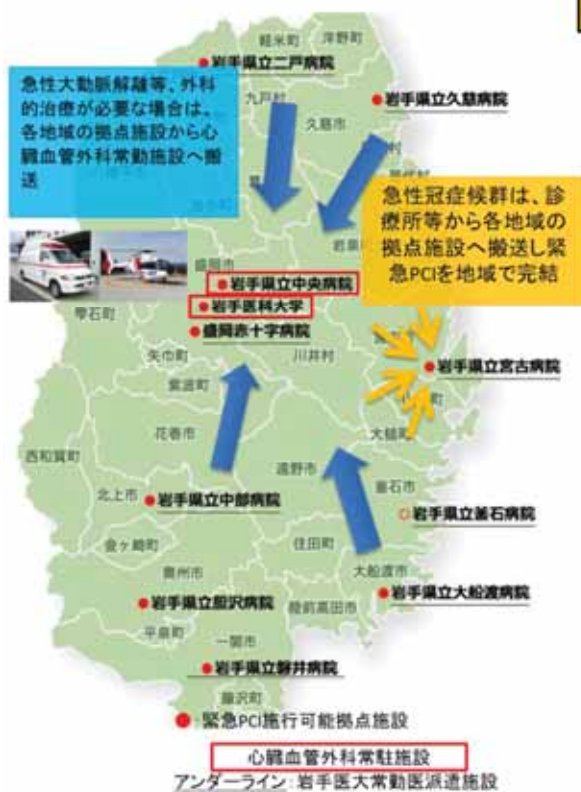 軽米町
洋野町
岩手県立二戸病院
急性大動脈解離等、外科
的治療が必要な場合は、
各地域の拠点施設から心
臓血管外科常勤施設へ搬
送
九戸村
岩手県立久慈病院
久慈市
村
急性冠症候群は、診
療所等から各地域の
拠点施設へ搬送し緊
急PCIを地域で完結
岩泉
盛岡市
岩手県立中央病院
岩手医科大学
雫石町
盛岡赤十字病院
矢巾町
川井村
岩手県立宮古病院
紫波町
花巻市
大槌町
西和賀町
遠野市
釜石市
北上市
岩手県立中部病院
岩手県立釜石病院
金ヶ崎町
住田町
奥州市
大船渡市
岩手県立大船渡病院
岩手県立胆沢病院
陸前高田市
平泉町
一関市
岩手県立磐井病院
藤沢町
緊急PCI施行可能拠点施設
心臓血管外科常駐施設
アンダーライン:岩手医大常勤医派遣施設